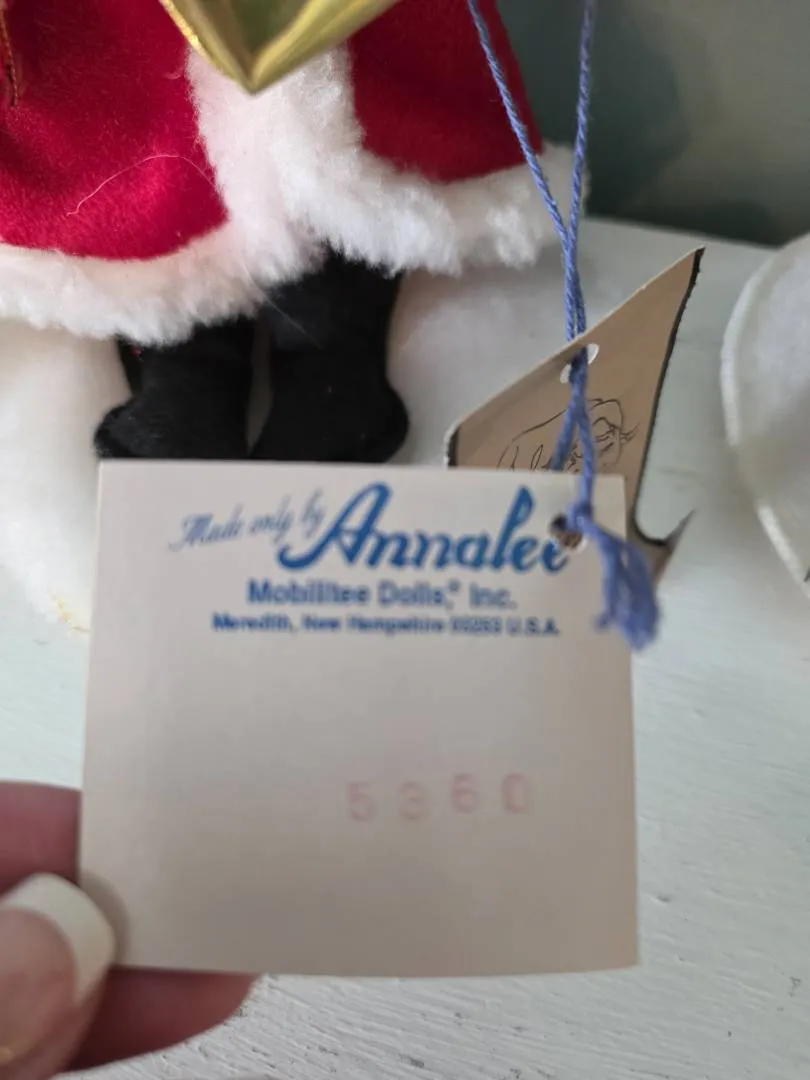 Made only by Annalee
Mobilitee Dolls,® Inc.
Meredith, New Hampshire 03253 U.S.A.
5360